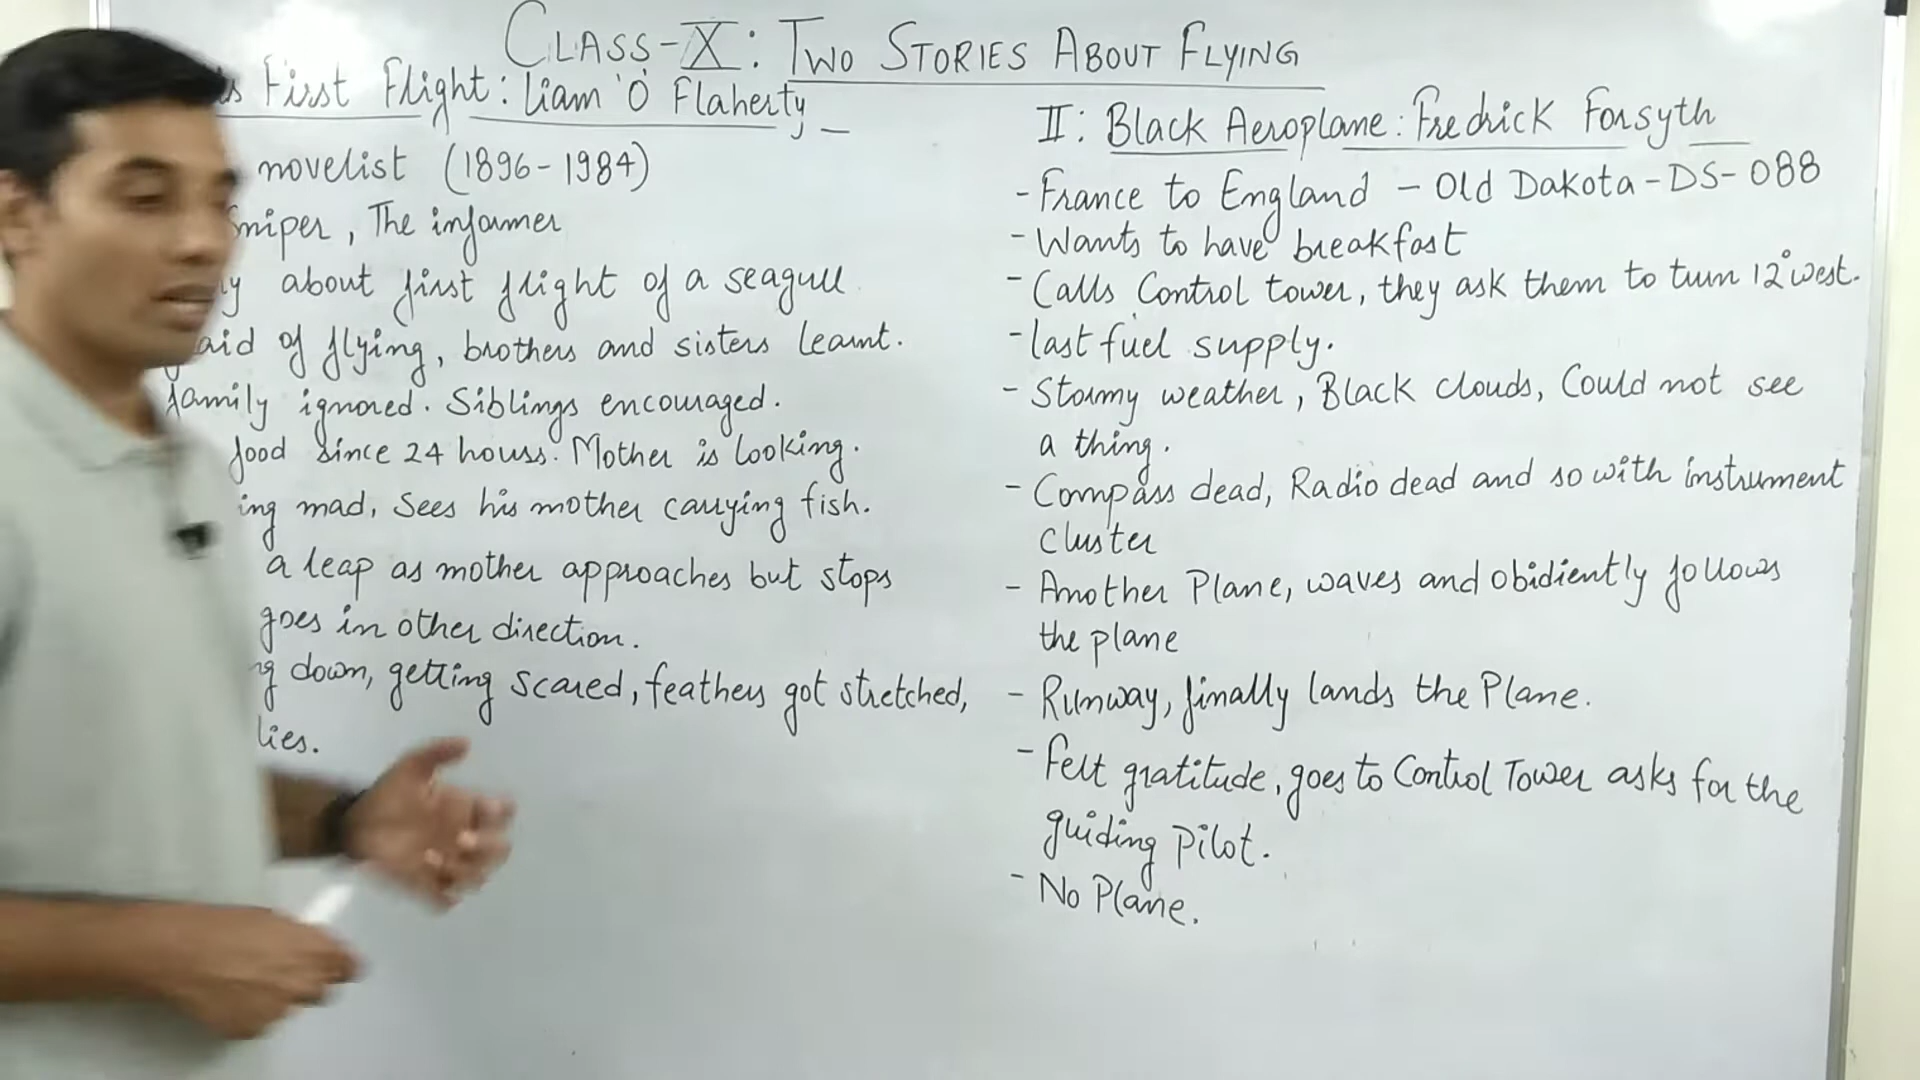 CLASS-X: TWO STORIES ABOUT FLYING
First Flight: Liam 'O' Flaherty
novelist (1896-1984)
Sniper, The informer
about first flight of a seagull
of flying, brothers and sisters learnt.
family ignored. Siblings encouraged.
food since 24 hours. Mother is looking.
mad, Sees his mother carrying fish.
a leap as mother approaches but stops
goes in other direction.
down, getting scared, feathers got stretched,
II: Black Aeroplane: Fredrick Forsyth
- France to England - Old Dakota - DS-088
- Wants to have breakfast
- Calls Control tower, they ask them to turn 12° west.
- last fuel supply.
- Stormy weather, Black clouds, Could not see
a thing.
- Compass dead, Radio dead and so with instrument
cluster
- Another Plane, waves and obidiently follows
the plane
- Runway, finally lands the Plane.
- Felt gratitude, goes to Control Tower asks for the
guiding Pilot.
- No Plane.